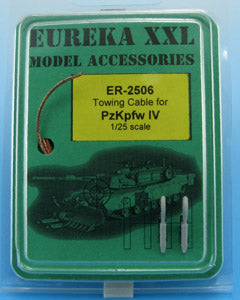 EUREKA XXL
MODEL ACCESSORIES
ER-2506
Towing Cable for
PzKpfw IV
1/25 scale